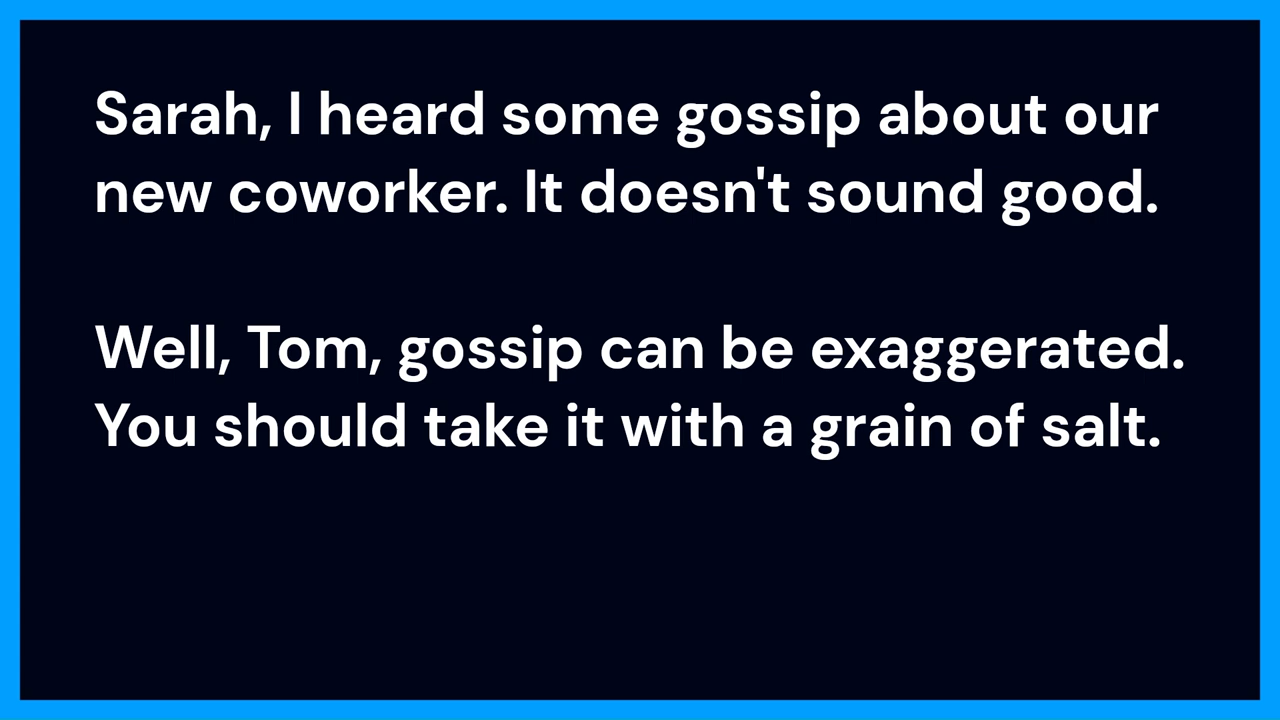 Sarah, I heard some gossip about our
new coworker. It doesn't sound good.
Well, Tom, gossip can be exaggerated.
You should take it with a grain of salt.